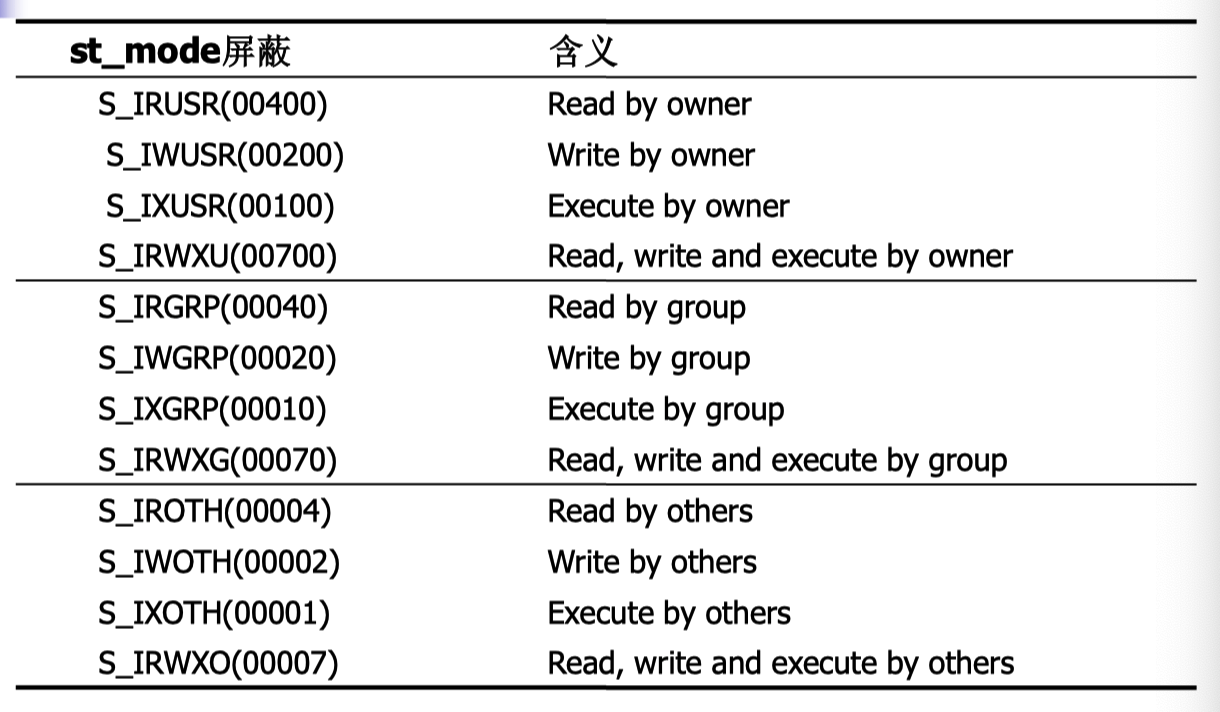 st_mode屏蔽 含义
S_IRUSR(00400) Read by owner
S_IWUSR(00200) Write by owner
S_IXUSR(00100) Execute by owner
S_IRWXU(00700) Read, write and execute by owner
S_IRGRP(00040) Read by group
S_IWGRP(00020) Write by group
S_IXGRP(00010) Execute by group
S_IRWXG(00070) Read, write and execute by group
S_IROTH(00004) Read by others
S_IWOTH(00002) Write by others
S_IXOTH(00001) Execute by others
S_IRWXO(00007) Read, write and execute by others